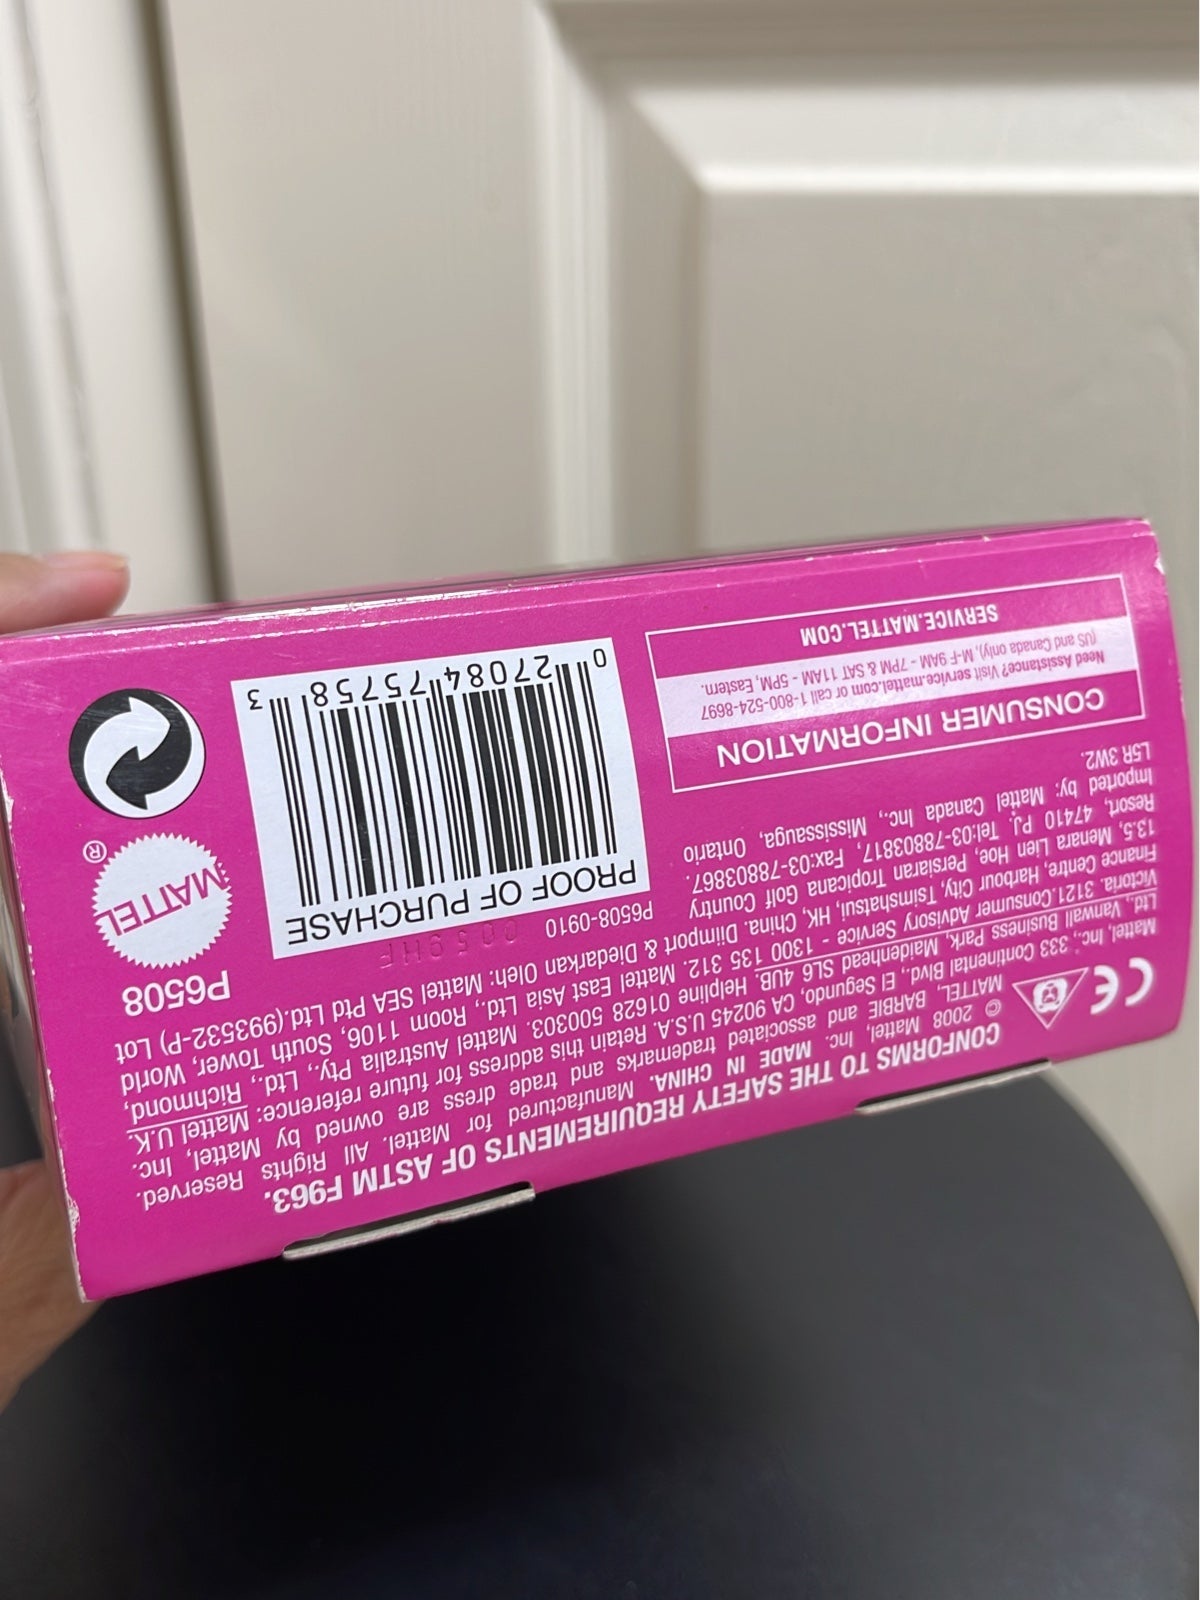 CONFORMS TO THE SAFETY REQUIREMENTS OF ASTM F963.
© 2008 Mattel, Inc. MADE IN CHINA. Manufactured for Mattel. All Rights Reserved.
MATTEL, BARBIE and associated trademarks and trade dress are owned by Mattel, Inc.
CE
Mattel, Inc., 333 Continental Blvd., El Segundo, CA 90245 U.S.A. Retain this address for future reference: Mattel U.K.
Ltd., Vanwall Business Park, Maidenhead SL6 4UB. Helpline 01628 500303. Mattel Australia Pty., Ltd., Richmond,
Victoria. 3121.Consumer Advisory Service - 1300 135 312. Mattel East Asia Ltd., Room 1106, South Tower, World
Finance Centre, Harbour City, Tsimshatsui, HK, China. Diimport & Diedarkan Oleh: Mattel SEA Ptd Ltd.(993532-P) Lot
13.5, Menara Lien Hoe, Persiaran Tropicana Golf Country
Resort, 47410 PJ. Tel:03-78803817, Fax:03-78803867.
Imported by: Mattel Canada Inc., Mississauga, Ontario
L5R 3W2.
CONSUMER INFORMATION
Need Assistance? Visit service.mattel.com or call 1-800-524-8697
(US and Canada only), M-F 9AM - 7PM & SAT 11AM - 5PM, Eastern.
SERVICE.MATTEL.COM
P6508-0910
PROOF OF PURCHASE
0 27084 75758 3
P6508
MATTEL
®